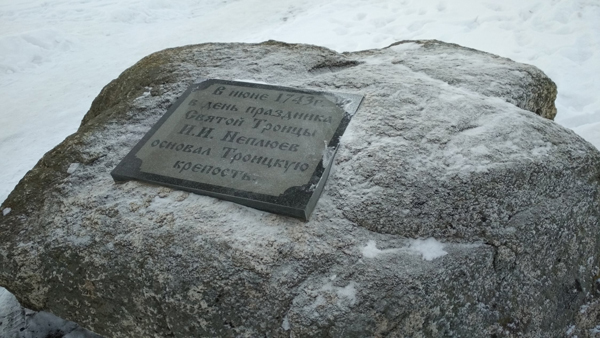 В июне 1743г.
в день праздника
Святой Троицы
И.И. Неплюев
основал Троицкую
крепость.